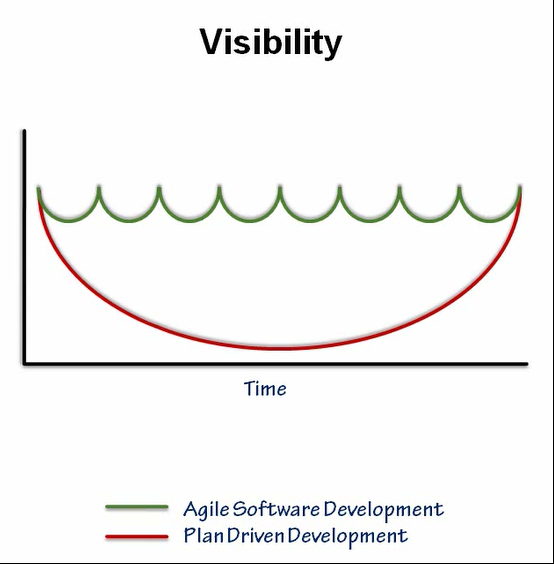 Visibility
Time
Agile Software Development
Plan Driven Development